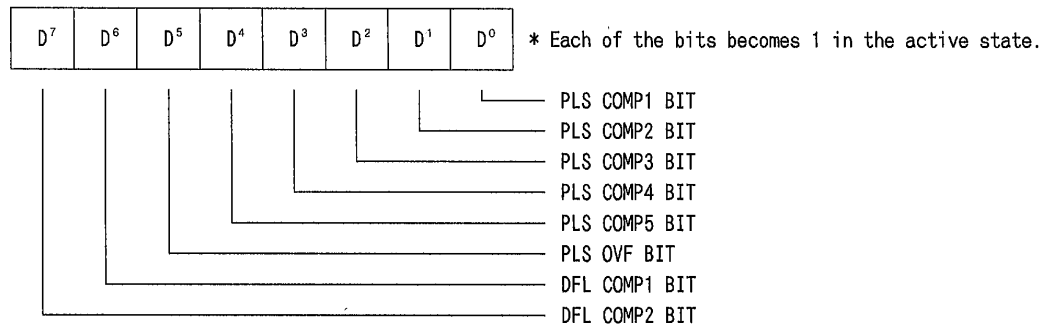 D⁷ D⁶ D⁵ D⁴ D³ D² D¹ D⁰ * Each of the bits becomes 1 in the active state.
PLS COMP1 BIT
PLS COMP2 BIT
PLS COMP3 BIT
PLS COMP4 BIT
PLS COMP5 BIT
PLS OVF BIT
DFL COMP1 BIT
DFL COMP2 BIT